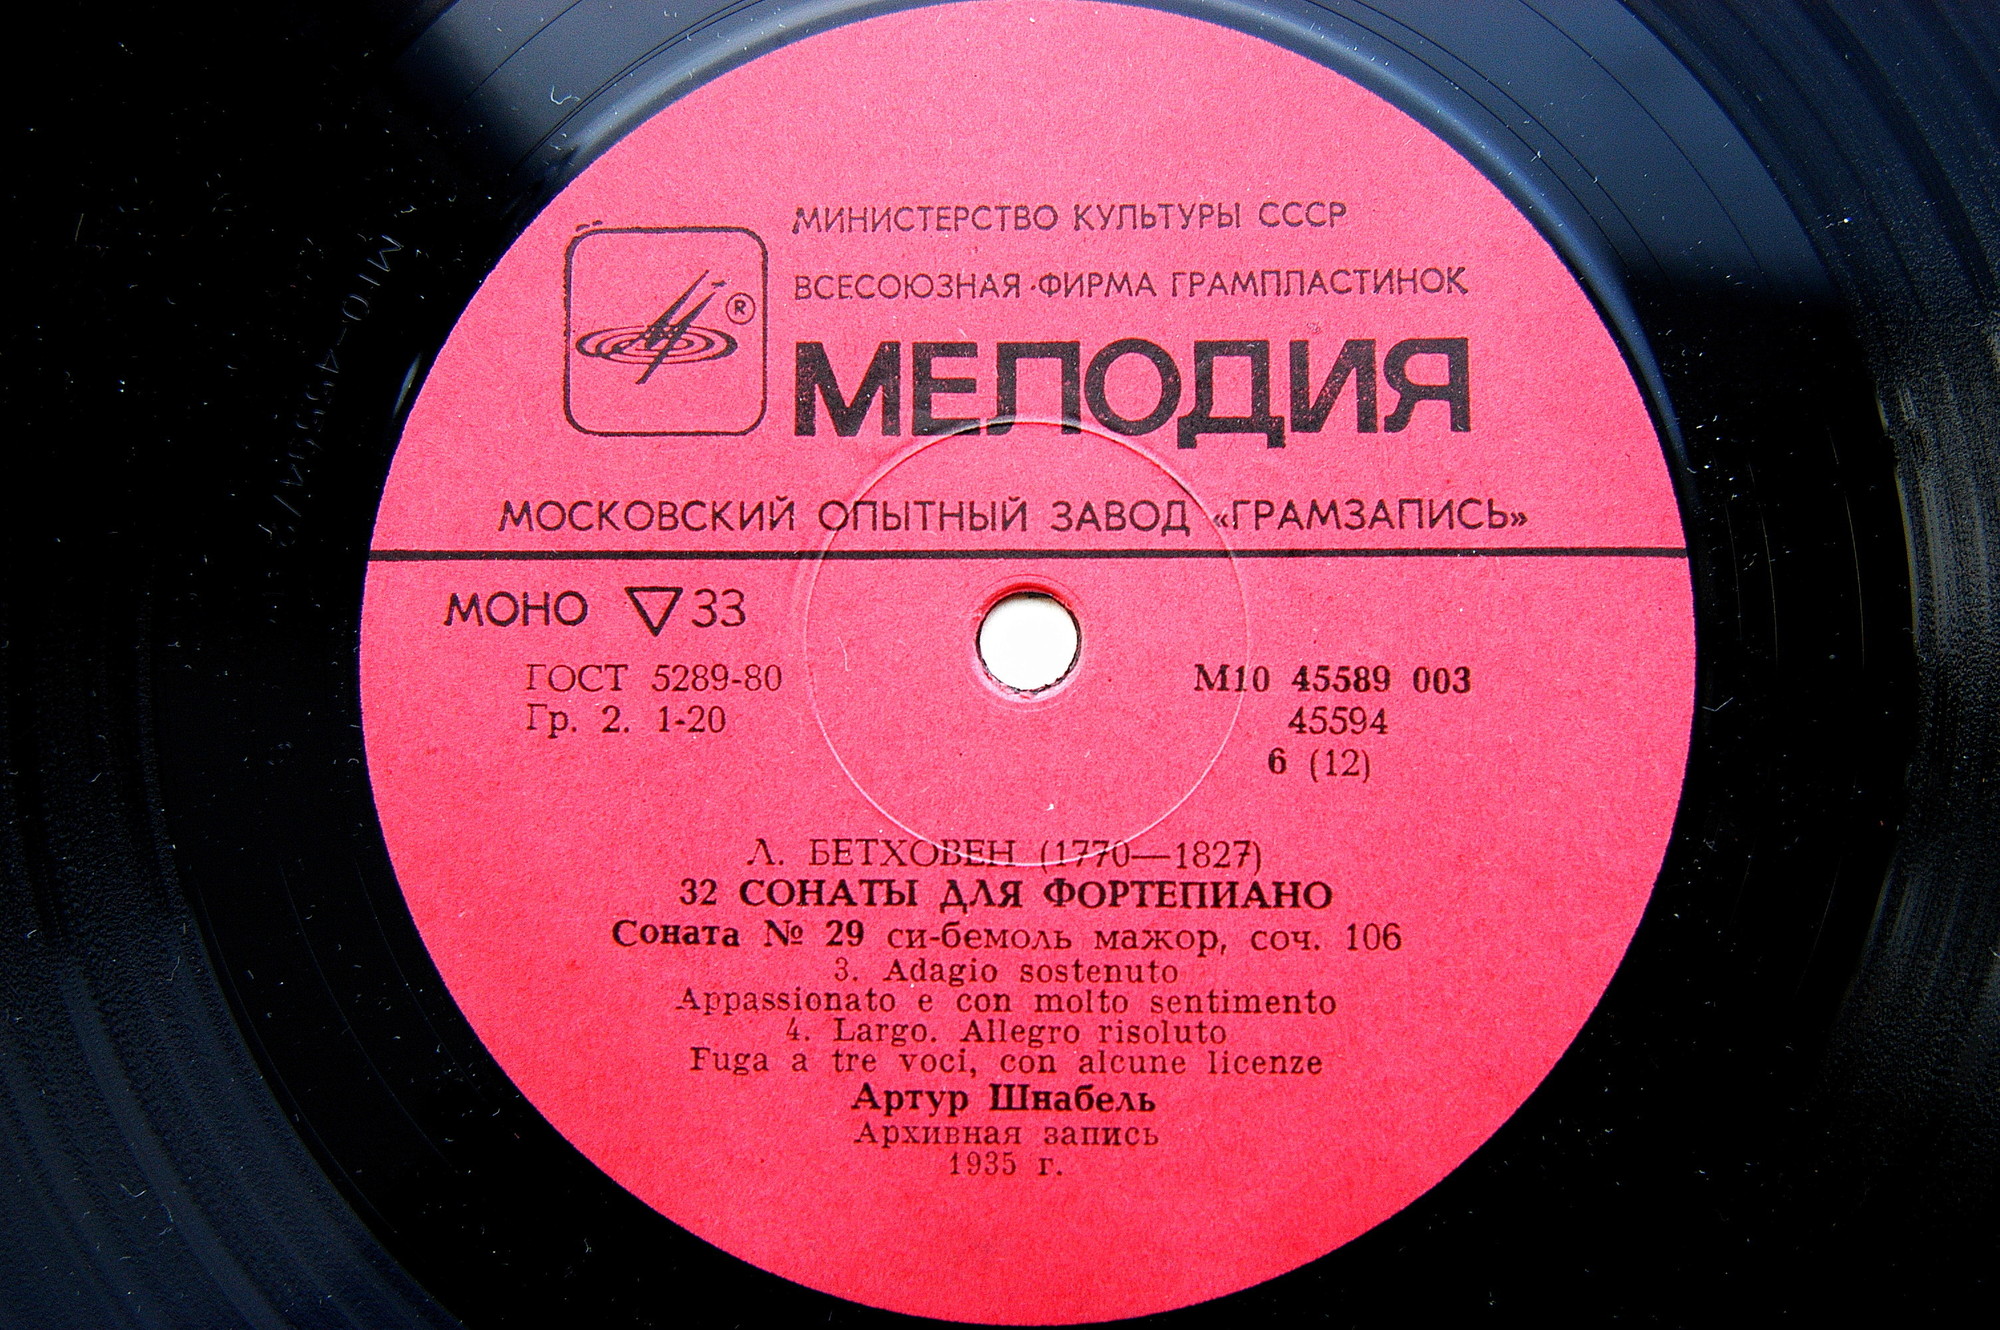 МИНИСТЕРСТВО КУЛЬТУРЫ СССР
ВСЕСОЮЗНАЯ ФИРМА ГРАМПЛАСТИНОК
®
МЕЛОДИЯ
МОСКОВСКИЙ ОПЫТНЫЙ ЗАВОД «ГРАМЗАПИСЬ»
МОНО ▽ 33
ГОСТ 5289-80
Гр. 2. 1-20
М10 45589 003
45594
6 (12)
Л. БЕТХОВЕН (1770—1827)
32 СОНАТЫ ДЛЯ ФОРТЕПИАНО
Соната № 29 си-бемоль мажор, соч. 106
3. Adagio sostenuto
Appassionato e con molto sentimento
4. Largo. Allegro risoluto
Fuga a tre voci, con alcune licenze
Артур Шнабель
Архивная запись
1935 г.